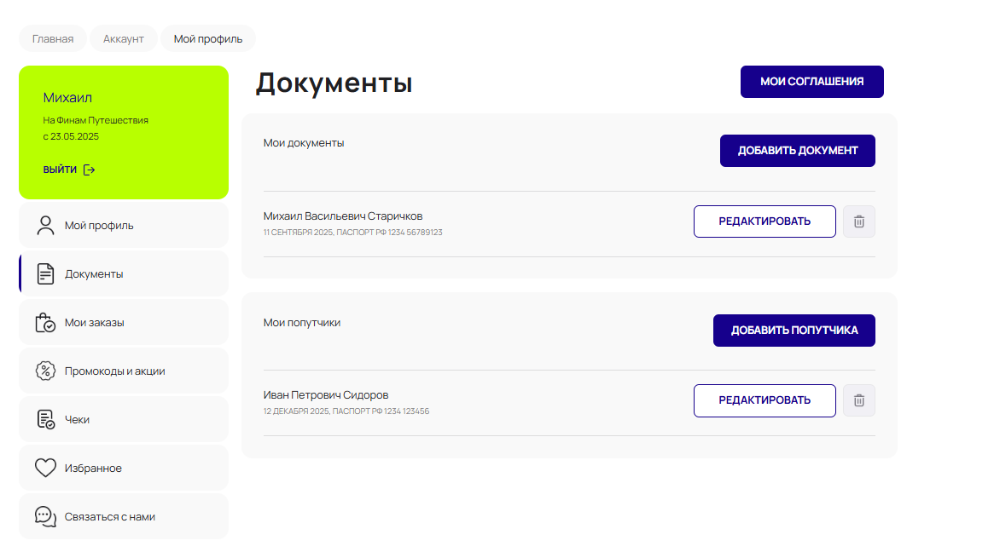 Главная
Аккаунт
Мой профиль
Михаил
На Финам Путешествия
с 23.05.2025
ВЫЙТИ
Мой профиль
Документы
Мои заказы
Промокоды и акции
Чеки
Избранное
Связаться с нами
Документы
МОИ СОГЛАШЕНИЯ
Мои документы
ДОБАВИТЬ ДОКУМЕНТ
Михаил Васильевич Старичков
11 СЕНТЯБРЯ 2025, ПАСПОРТ РФ 1234 56789123
РЕДАКТИРОВАТЬ
Мои попутчики
ДОБАВИТЬ ПОПУТЧИКА
Иван Петрович Сидоров
12 ДЕКАБРЯ 2025, ПАСПОРТ РФ 1234 123456
РЕДАКТИРОВАТЬ